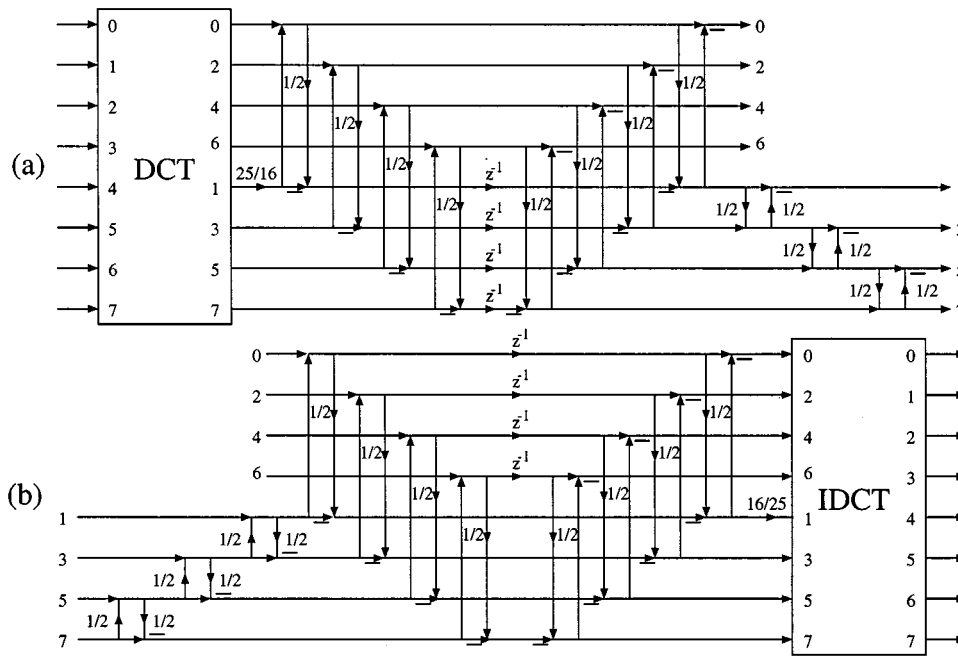 (a)
DCT
0 0
1 2
2 4
3 6
4 1
5 3
6 5
7 7
25/16
1/2 1/2 1/2 1/2
z-1
z-1
z-1
z-1
1/2 1/2 1/2 1/2
0
2
4
6
1/2 1/2
1/2 1/2
1/2 1/2
(b)
0
2
4
6
1
3
5
7
1/2 1/2
1/2 1/2
1/2 1/2
1/2 1/2 1/2 1/2
z-1
z-1
z-1
z-1
1/2 1/2 1/2 1/2
16/25
IDCT
0 0
2 1
4 2
6 3
1 4
3 5
5 6
7 7